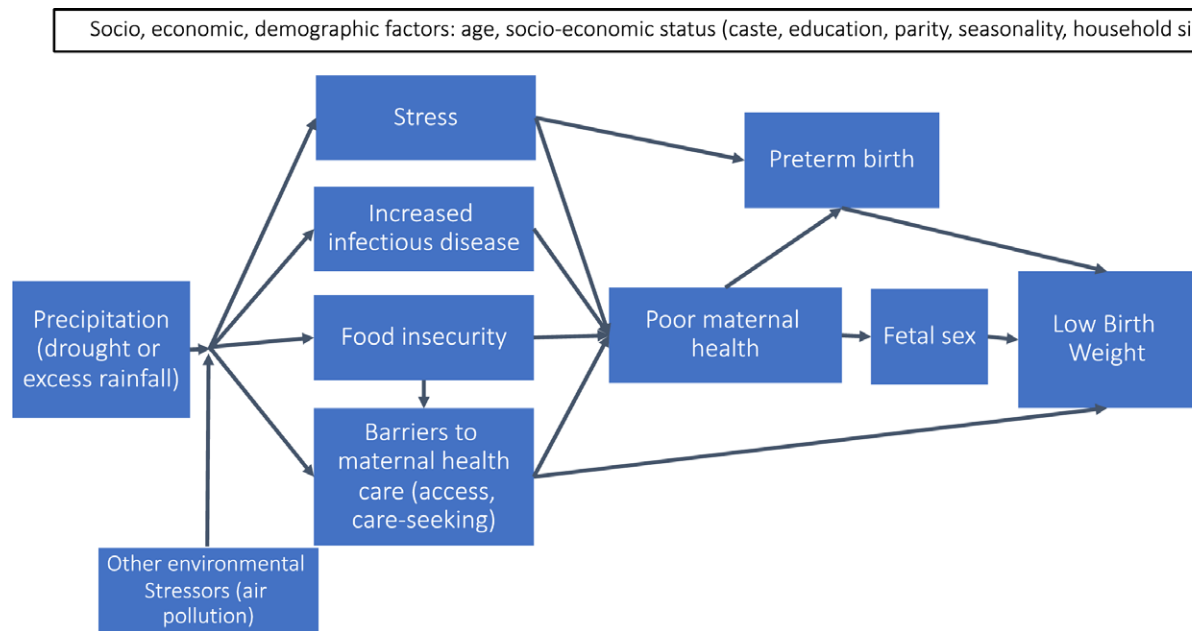 Socio, economic, demographic factors: age, socio-economic status (caste, education, parity, seasonality, household
Stress
Preterm birth
Increased
infectious disease
Precipitation
(drought or
excess rainfall)
Food insecurity
Poor maternal
health
Fetal sex
Low Birth
Weight
Barriers to
maternal health
care (access,
care-seeking)
Other environmental
Stressors (air
pollution)